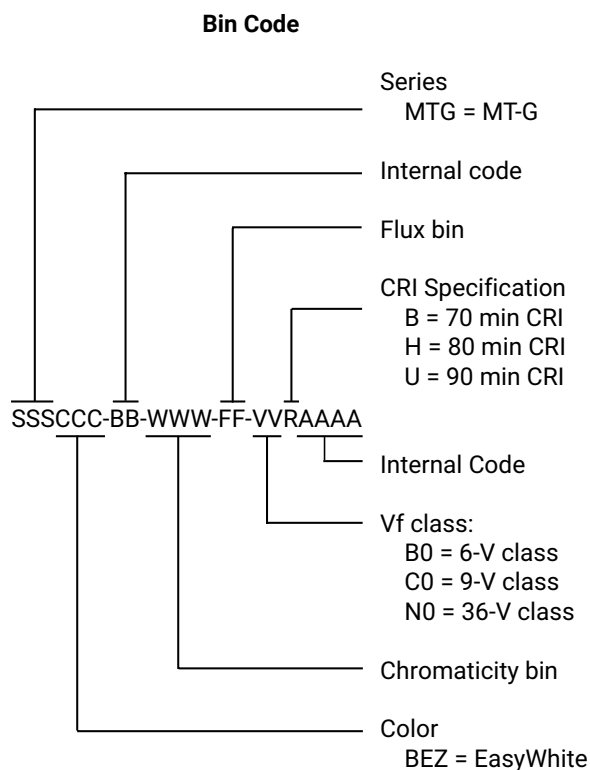 Bin Code
Series
MTG = MT-G
Internal code
Flux bin
CRI Specification
B = 70 min CRI
H = 80 min CRI
U = 90 min CRI
SSSCCC-BB-WWW-FF-VVRAAAA
Internal Code
Vf class:
B0 = 6-V class
C0 = 9-V class
N0 = 36-V class
Chromaticity bin
Color
BEZ = EasyWhite